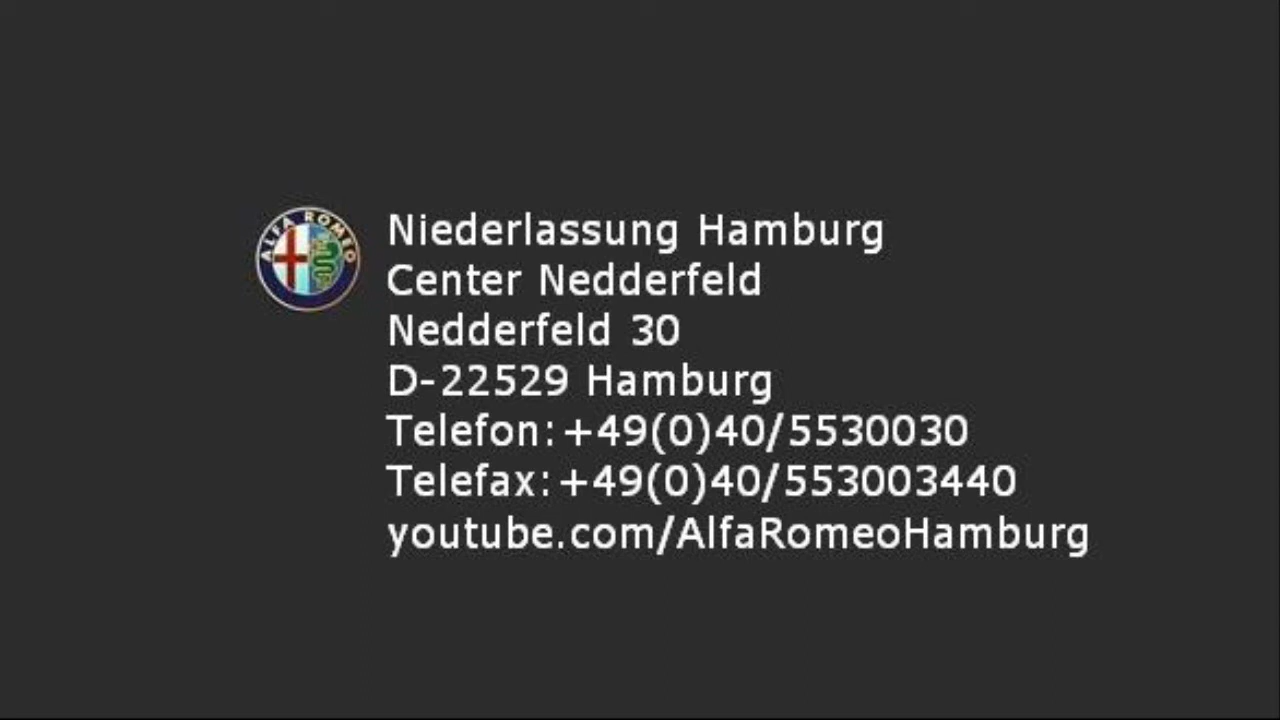 ALFA ROMEO
Niederlassung Hamburg
Center Nedderfeld
Nedderfeld 30
D-22529 Hamburg
Telefon:+49(0)40/5530030
Telefax:+49(0)40/553003440
youtube.com/AlfaRomeoHamburg